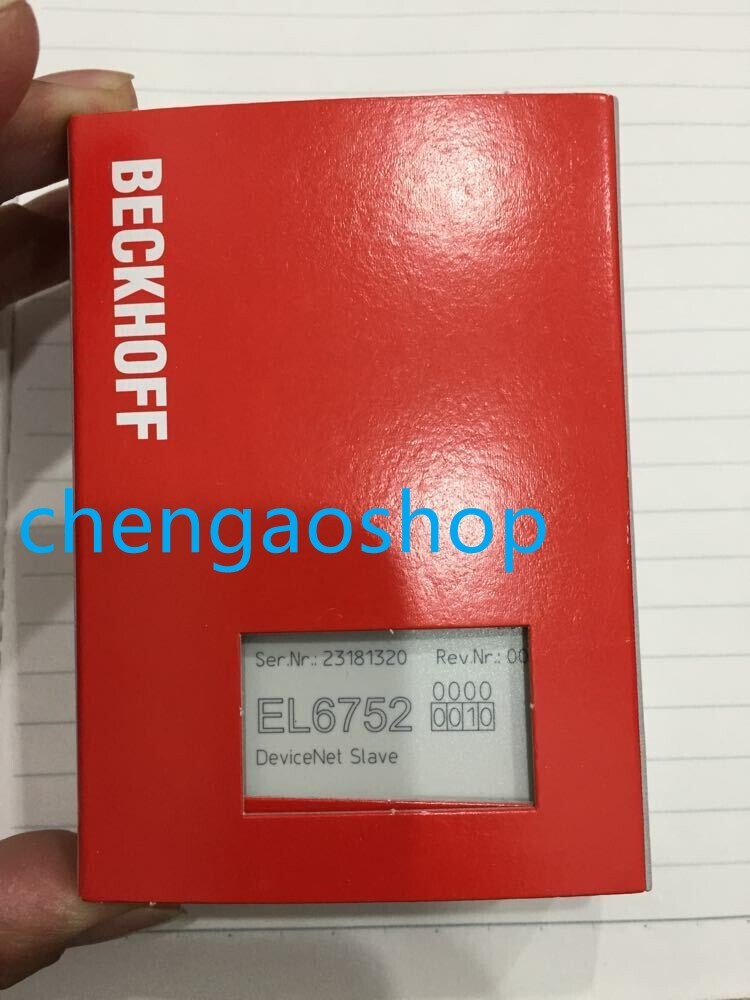 BECKHOFF
chengaoshop
Ser.Nr.: 23181320 Rev.Nr.: 00
EL6752 0000
0010
DeviceNet Slave